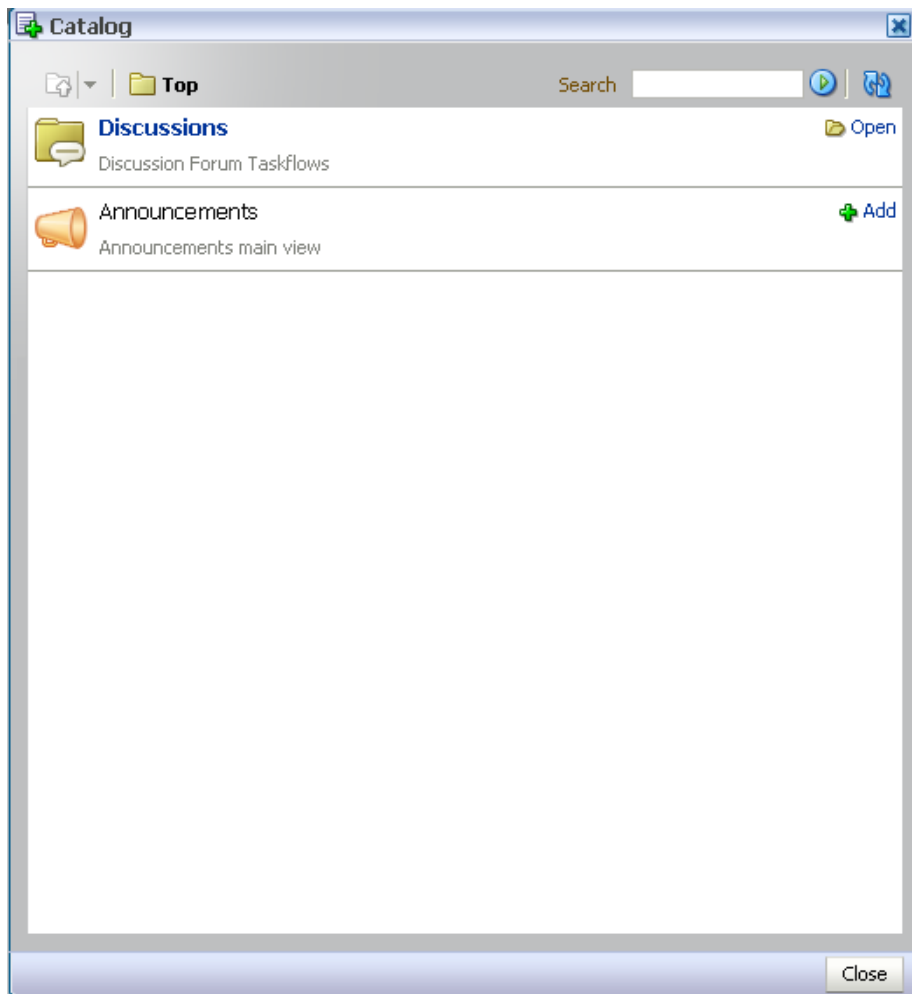 Catalog
Top Search
Discussions Open
Discussion Forum Taskflows
Announcements Add
Announcements main view
Close